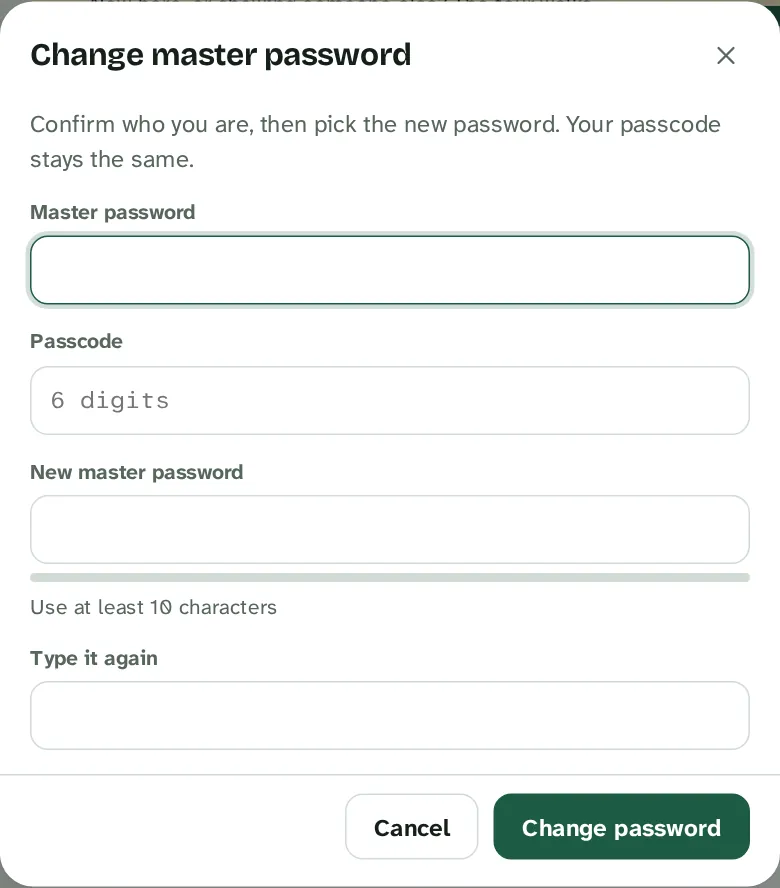 Change master password
Confirm who you are, then pick the new password. Your passcode
stays the same.
Master password
Passcode
6 digits
New master password
Use at least 10 characters
Type it again
Cancel
Change password